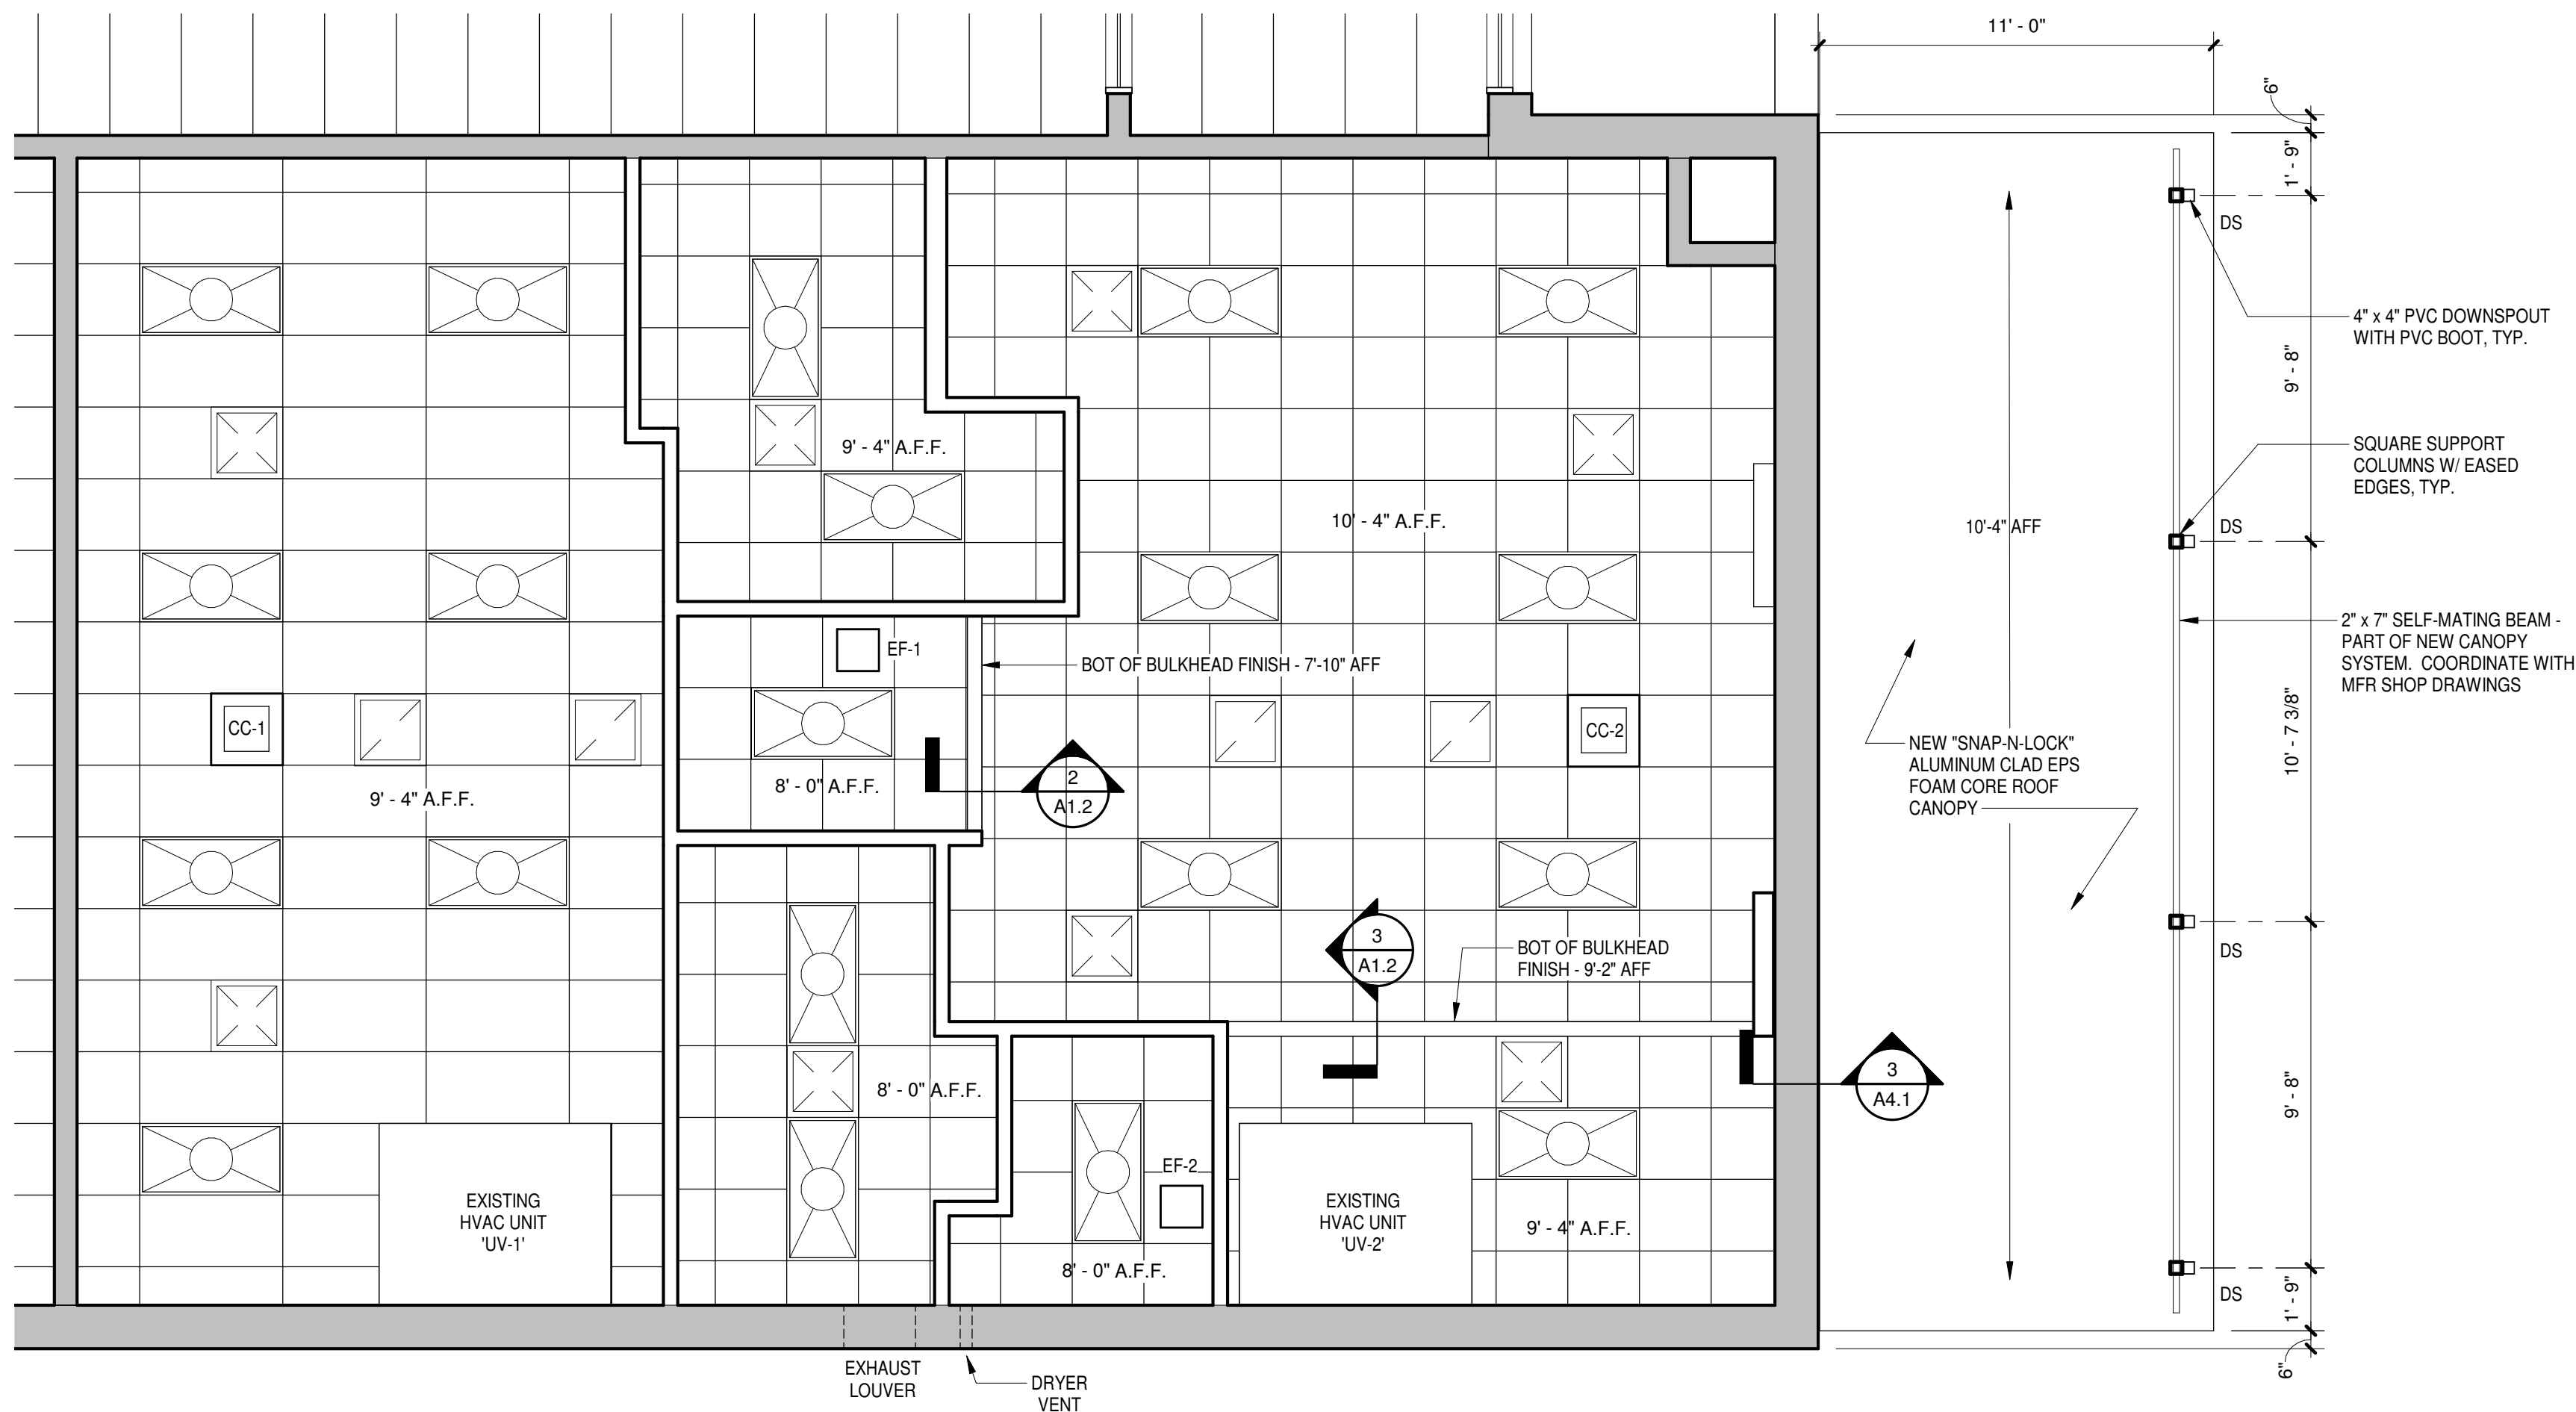 11' - 0"
6"
1' - 9"
DS
4" x 4" PVC DOWNSPOUT
WITH PVC BOOT, TYP.
9' - 8"
9' - 4" A.F.F.
SQUARE SUPPORT
COLUMNS W/ EASED
EDGES, TYP.
10' - 4" A.F.F.
10'-4" AFF
DS
EF-1
BOT OF BULKHEAD FINISH - 7'-10" AFF
2" x 7" SELF-MATING BEAM -
PART OF NEW CANOPY
SYSTEM. COORDINATE WITH
MFR SHOP DRAWINGS
CC-1
CC-2
10' - 7 3/8"
NEW "SNAP-N-LOCK"
ALUMINUM CLAD EPS
FOAM CORE ROOF
CANOPY
9' - 4" A.F.F.
8' - 0" A.F.F.
2
A1.2
3
A1.2
BOT OF BULKHEAD
FINISH - 9'-2" AFF
DS
8' - 0" A.F.F.
3
A4.1
9' - 8"
EF-2
EXISTING
HVAC UNIT
'UV-1'
EXISTING
HVAC UNIT
'UV-2'
9' - 4" A.F.F.
8' - 0" A.F.F.
DS
1' - 9"
6"
EXHAUST
LOUVER
DRYER
VENT